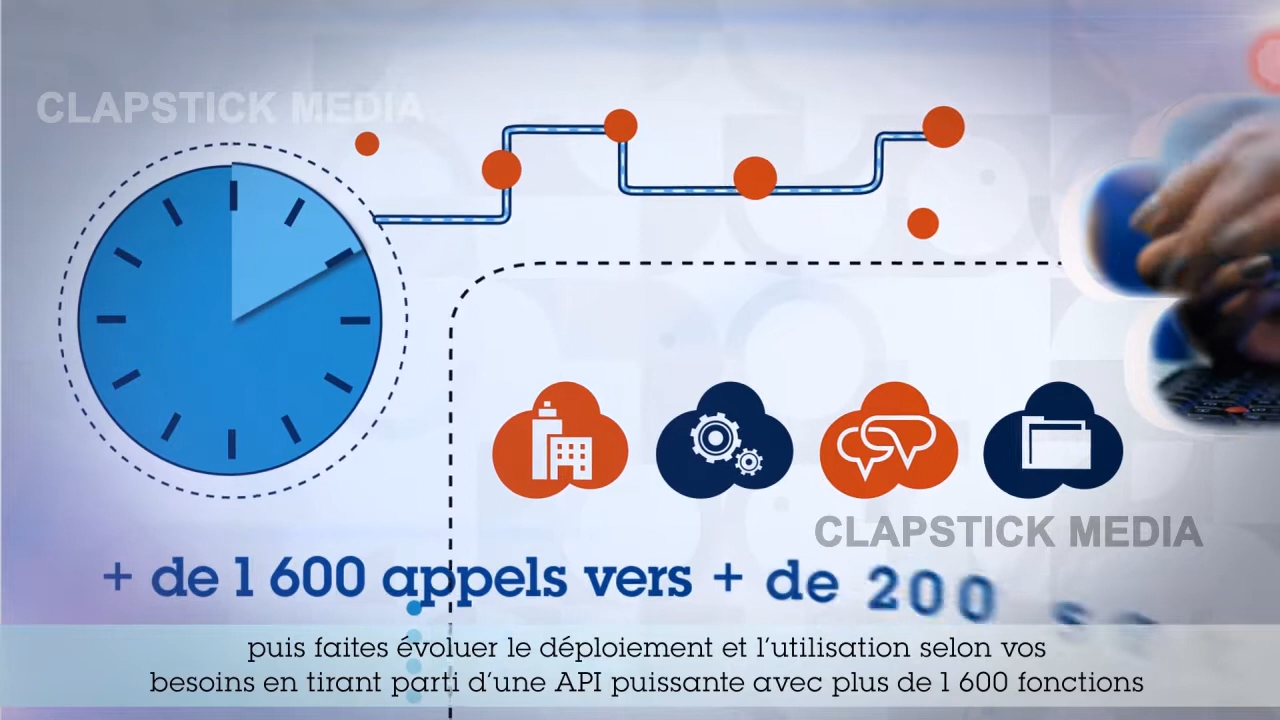 CLAPSTICK MEDIA
CLAPSTICK MEDIA
+ de 1 600 appels vers + de 200
puis faites évoluer le déploiement et l'utilisation selon vos
besoins en tirant parti d'une API puissante avec plus de 1 600 fonctions